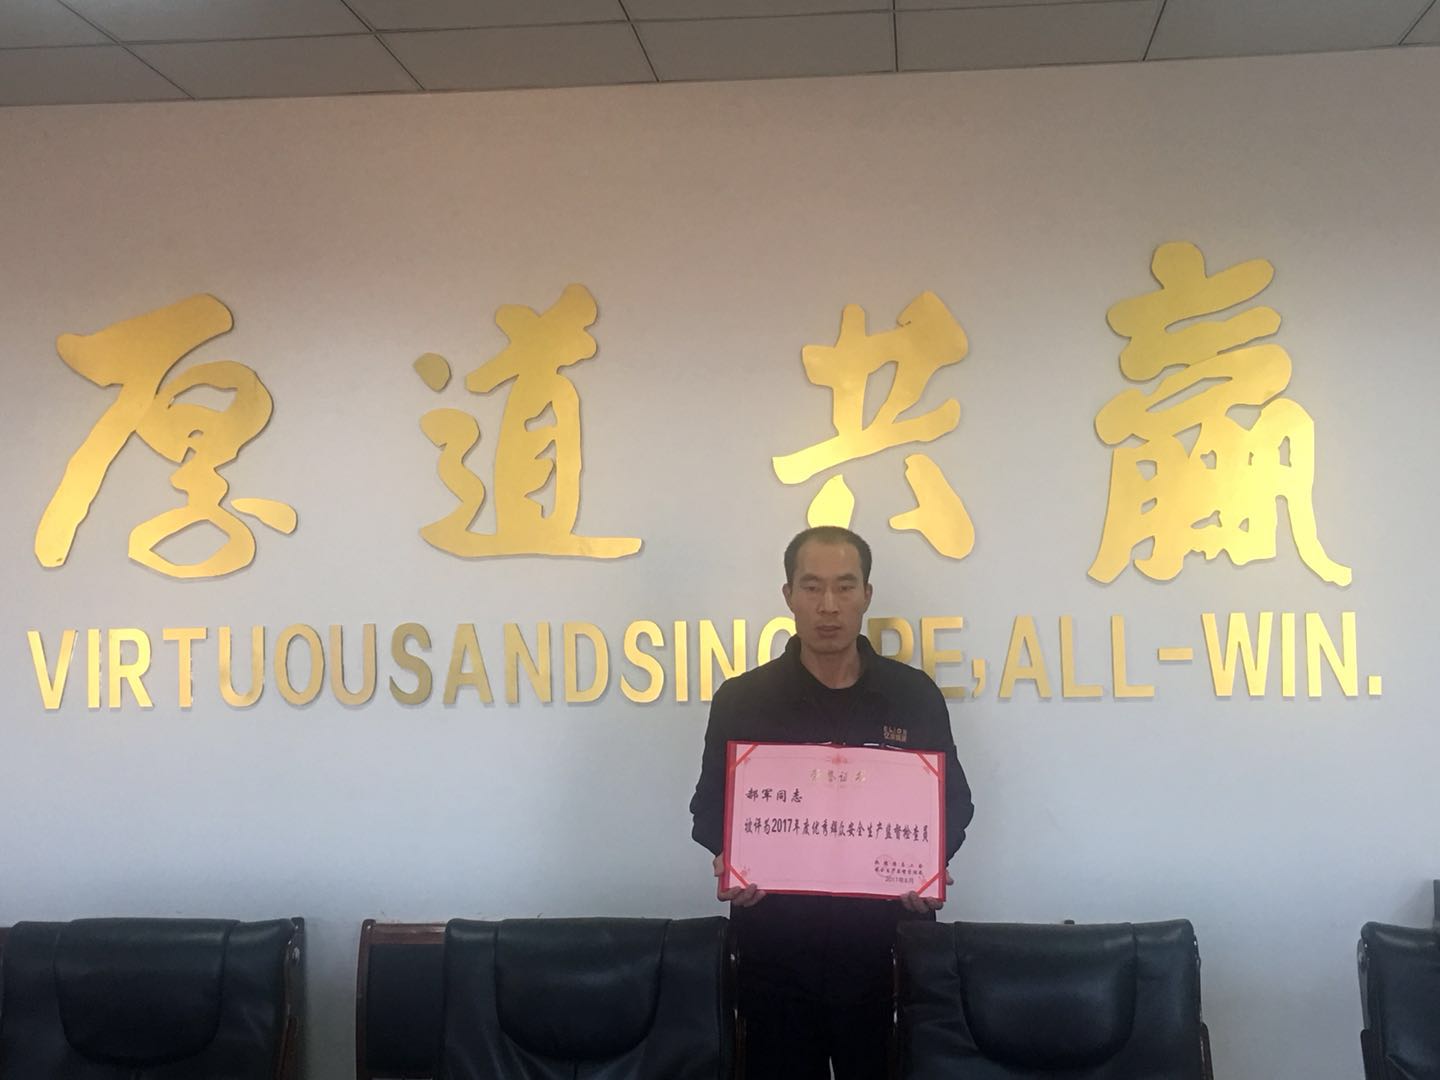 厚道共赢
VIRTUOUSANDSINC RE,ALL-WIN.
ELION
荣誉证书
郝军同志
被评为2017年度优秀群众安全生产监督检查员